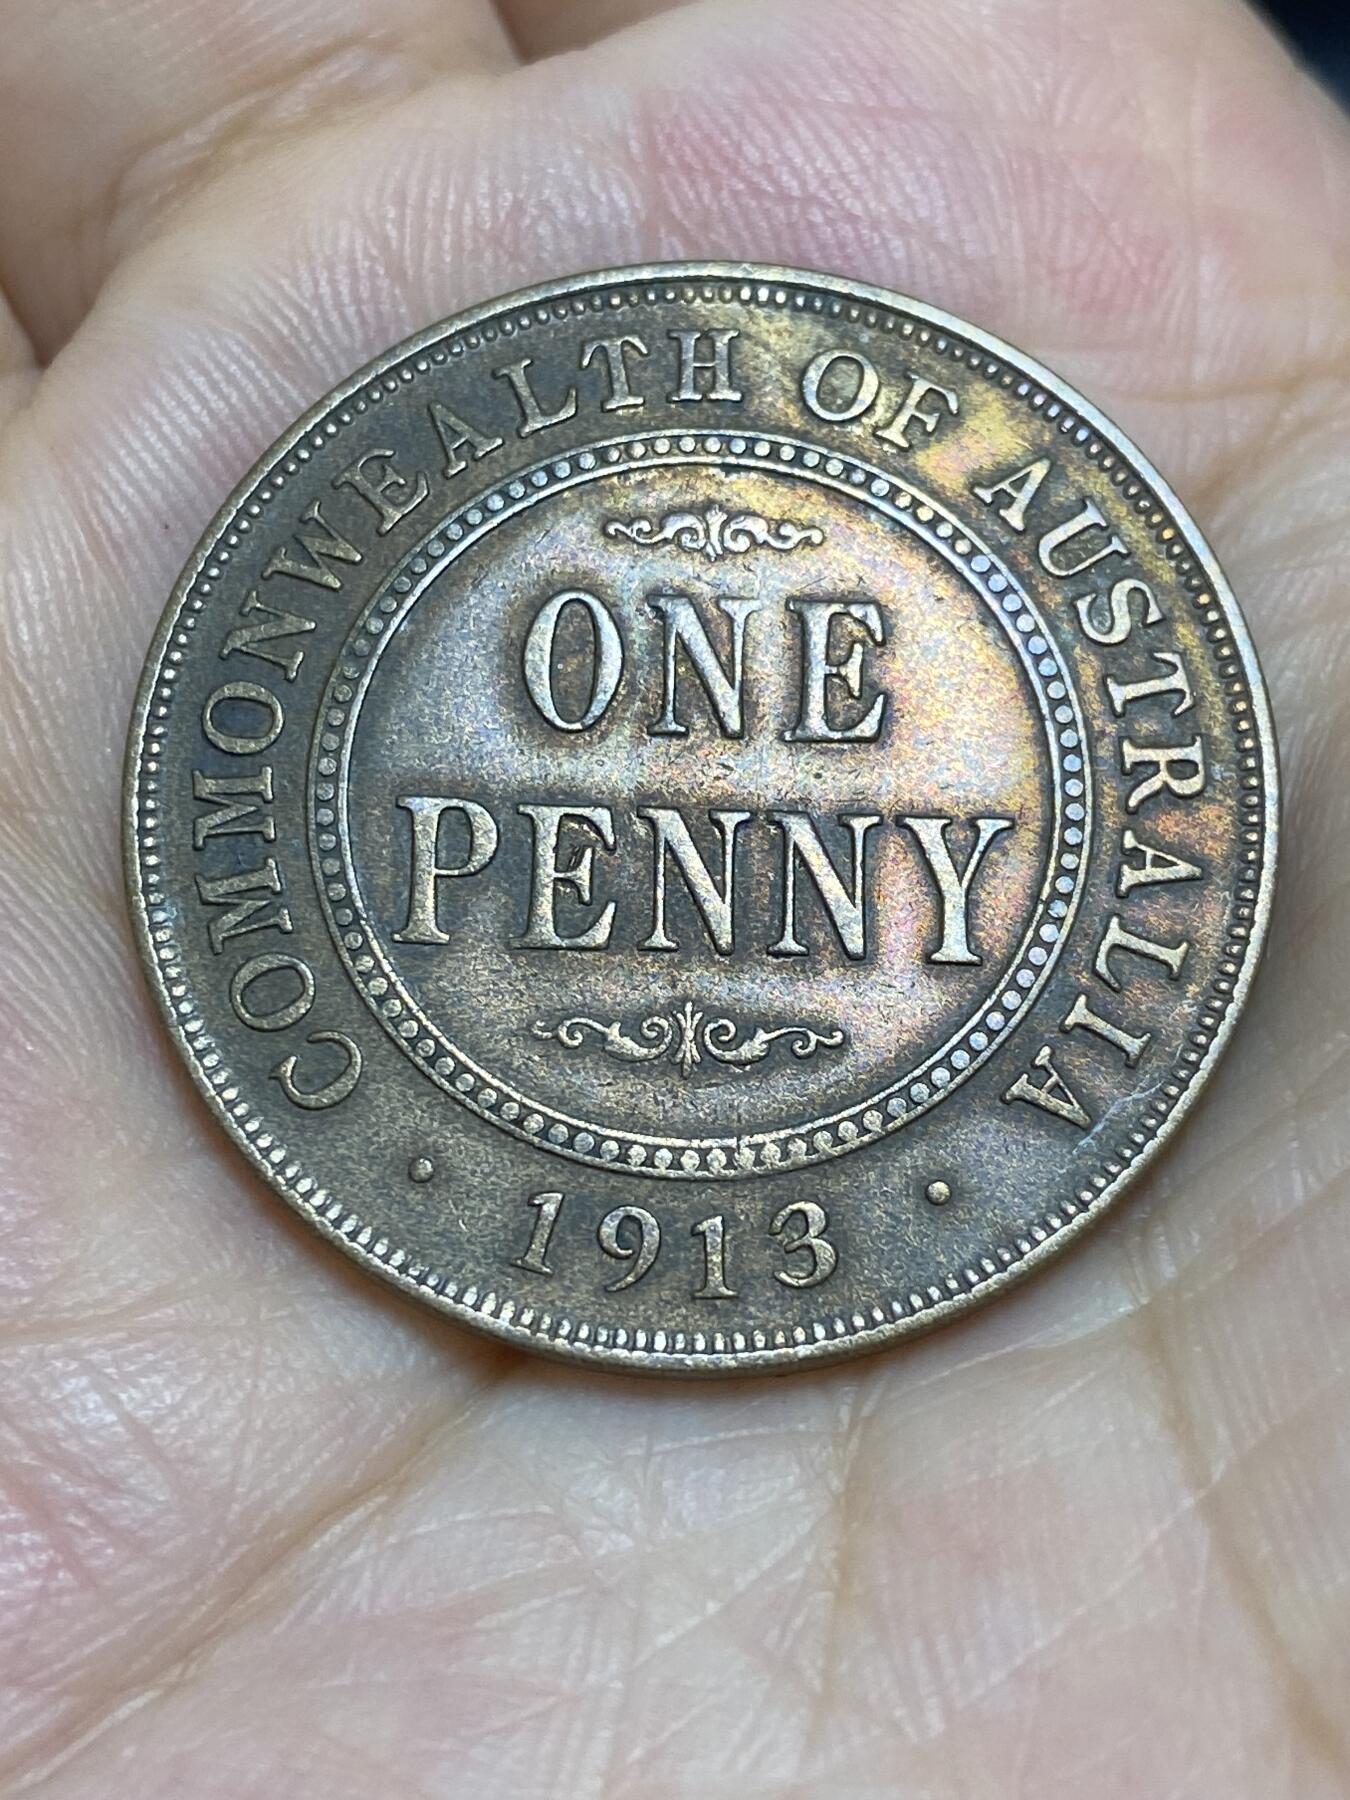 COMMONWEALTH OF AUSTRALIA
ONE
PENNY
· 1913 ·